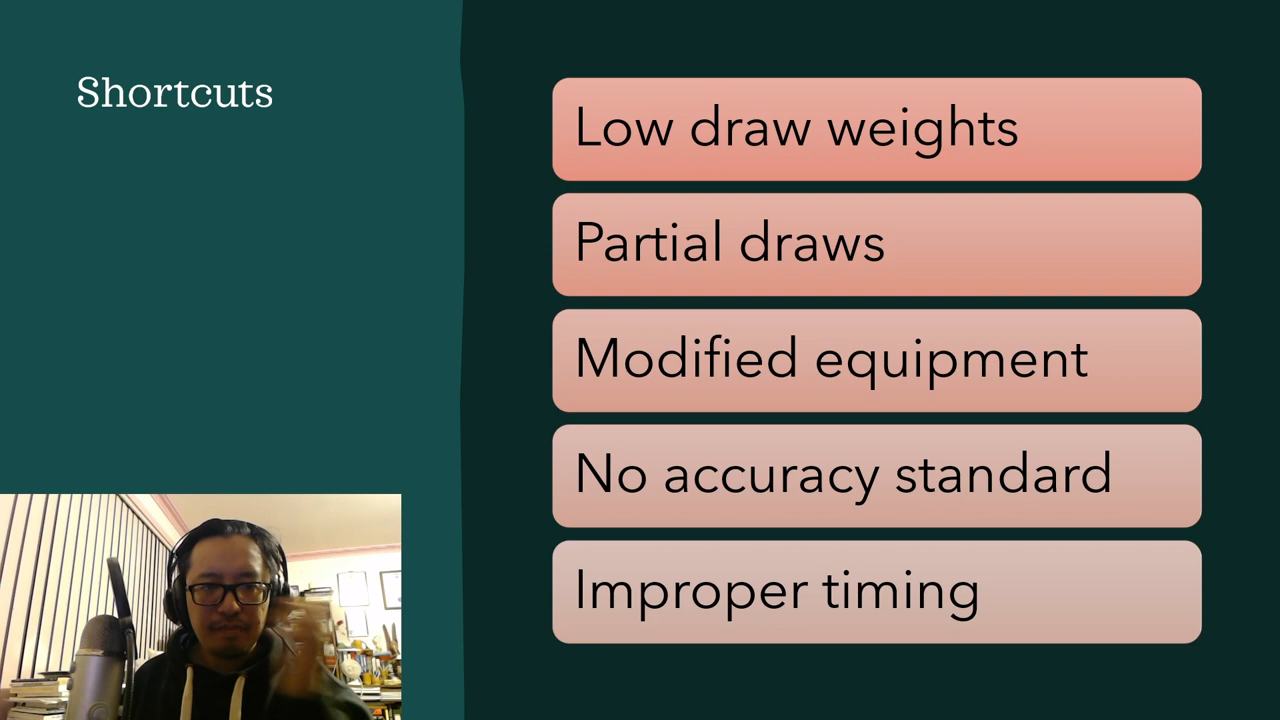 Shortcuts
Low draw weights
Partial draws
Modified equipment
No accuracy standard
Improper timing